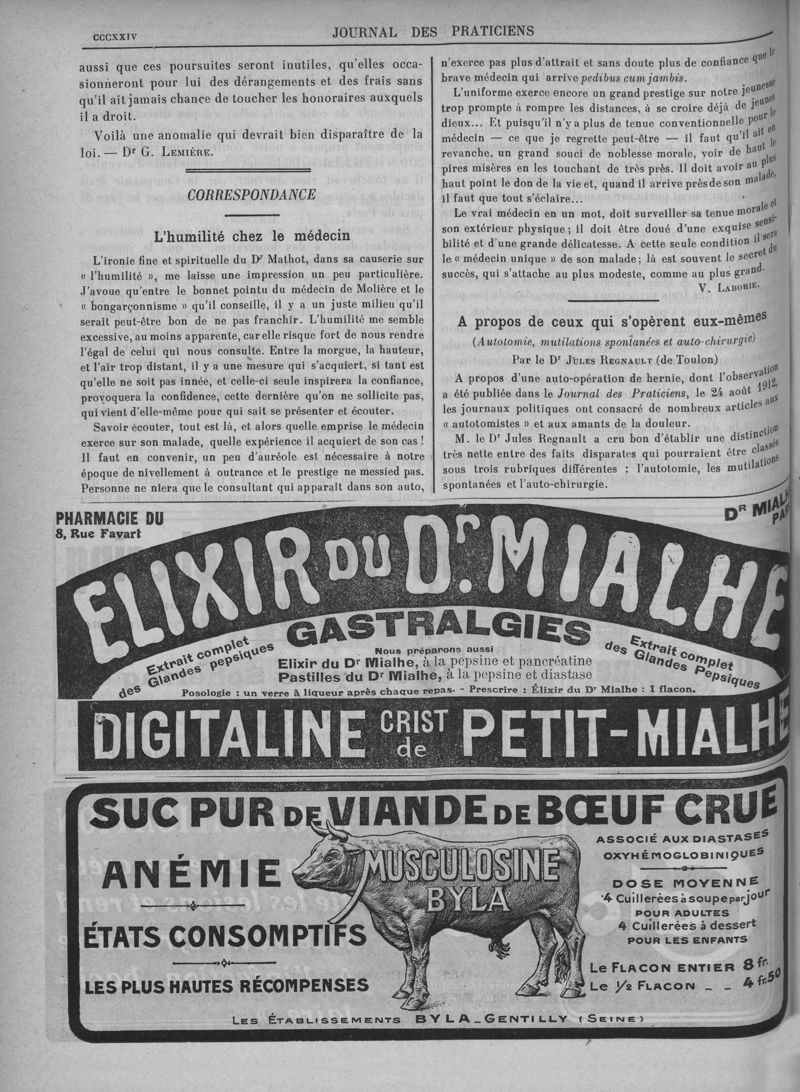 CCCXXIV
JOURNAL DES PRATICIENS
aussi que ces poursuites seront inutiles, qu'elles occa-
sionneront pour lui des dérangements et des frais sans
qu'il ait jamais chance de toucher les honoraires auxquels
il a droit.
Voilà une anomalie qui devrait bien disparaître de la
loi. — Dr G. LEMIÈRE.
CORRESPONDANCE
L'humilité chez le médecin
L'ironie fine et spirituelle du Dr Mathot, dans sa causerie sur
« l'humilité », me laisse une impression un peu particulière.
J'avoue qu'entre le bonnet pointu du médecin de Molière et le
« bongarçonnisme » qu'il conseille, il y a un juste milieu qu'il
serait peut-être bon de ne pas franchir. L'humilité me semble
excessive, au moins apparente, car elle risque fort de nous rendre
l'égal de celui qui nous consulte. Entre la morgue, la hauteur,
et l'air trop distant, il y a une mesure qui s'acquiert, si tant est
qu'elle ne soit pas innée, et celle-ci seule inspirera la confiance,
provoquera la confidence, cette dernière qu'on ne sollicite pas,
qui vient d'elle-même pour qui sait se présenter et écouter.
Savoir écouter, tout est là, et alors quelle emprise le médecin
exerce sur son malade, quelle expérience il acquiert de son cas !
Il faut en convenir, un peu d'auréole est nécessaire à notre
époque de nivellement à outrance et le prestige ne messied pas.
Personne ne niera que le consultant qui apparaît dans son auto,
n'exerce pas plus d'attrait et sans doute plus de confiance que le
brave médecin qui arrive pedibus cum jambis.
L'uniforme exerce encore un grand prestige sur notre jeunesse
trop prompte à rompre les distances, à se croire déjà de jeunes
dieux... Et puisqu'il n'y a plus de tenue conventionnelle pour le
médecin — ce que je regrette peut-être — il faut qu'il ait en
revanche, un grand souci de noblesse morale, voir de haut le
pires misères en les touchant de très près. Il doit avoir au plus
haut point le don de la vie et, quand il arrive près de son malade,
il faut que tout s'éclaire...
Le vrai médecin en un mot, doit surveiller sa tenue morale et
son extérieur physique ; il doit être doué d'une exquise sensi-
bilité et d'une grande délicatesse. A cette seule condition il sera
le « médecin unique » de son malade ; là est souvent le secret du
succès, qui s'attache au plus modeste, comme au plus grand.
V. LABORIE.
A propos de ceux qui s'opèrent eux-mêmes
(Autotomie, mutilations spontanées et auto-chirurgie)
Par le Dr JULES REGNAULT (de Toulon)
A propos d'une auto-opération de hernie, dont l'observation
a été publiée dans le Journal des Praticiens, le 24 août 1912,
les journaux politiques ont consacré de nombreux articles aux
« autotomistes » et aux amants de la douleur.
M. le Dr Jules Regnault a cru bon d'établir une distinction
très nette entre des faits disparates qui pourraient être classés
sous trois rubriques différentes : l'autotomie, les mutilations
spontanées et l'auto-chirurgie.
PHARMACIE DU
Dr MIALH
8, Rue Favart
PAR
ELIXIR DU Dr. MIALHE
GASTRALGIES
Extrait complet
des Glandes pepsiques
Nous préparons aussi
Elixir du Dr Mialhe, à la pepsine et pancréatine
Pastilles du Dr Mialhe, à la pepsine et diastase
Extrait complet
des Glandes Pepsiques
Posologie : un verre à liqueur après chaque repas. - Prescrire : Élixir du Dr Mialhe : 1 flacon.
DIGITALINE CRIST de PETIT-MIALHE
SUC PUR DE VIANDE DE BŒUF CRUE
ANÉMIE
ÉTATS CONSOMPTIFS
LES PLUS HAUTES RÉCOMPENSES
MUSCULOSINE
BYLA
ASSOCIÉ AUX DIASTASES
OXYHÉMOGLOBINIQUES
DOSE MOYENNE
4 Cuillerées à soupe par jour
POUR ADULTES
4 Cuillerées à dessert
POUR LES ENFANTS
LE FLACON ENTIER 8 fr.
LE 1/2 FLACON _ _ 4 fr. 50
LES ÉTABLISSEMENTS BYLA_GENTILLY (SEINE)